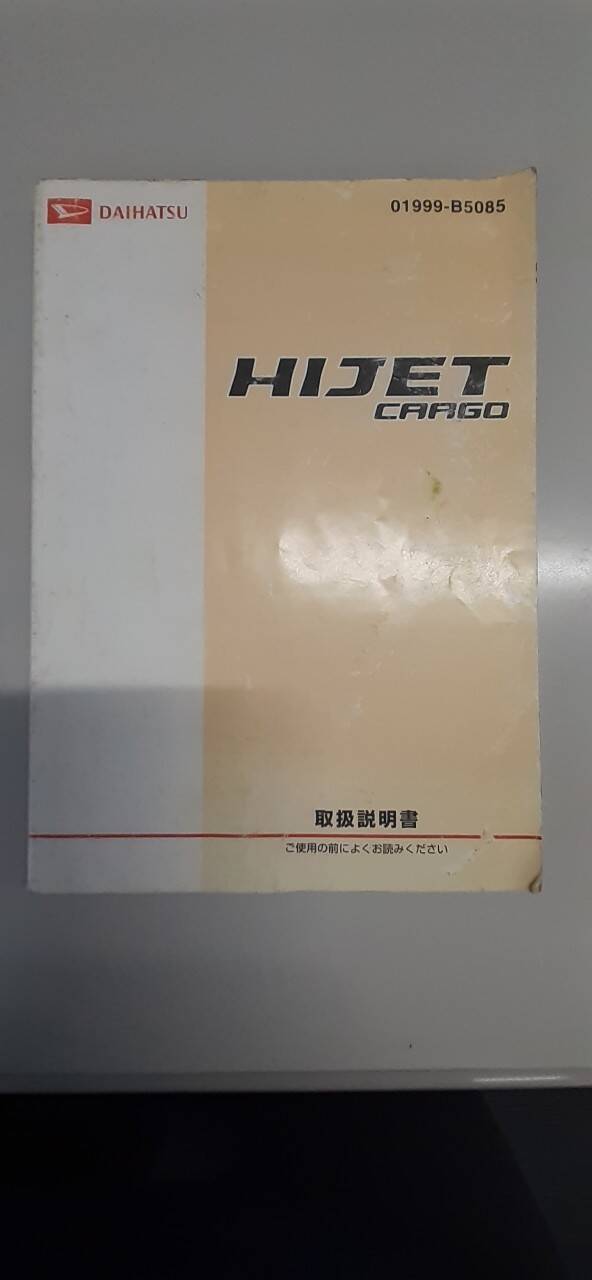 DAIHATSU
01999-B5085
HIJET
CARGO
取扱説明書
ご使用の前によくお読みください